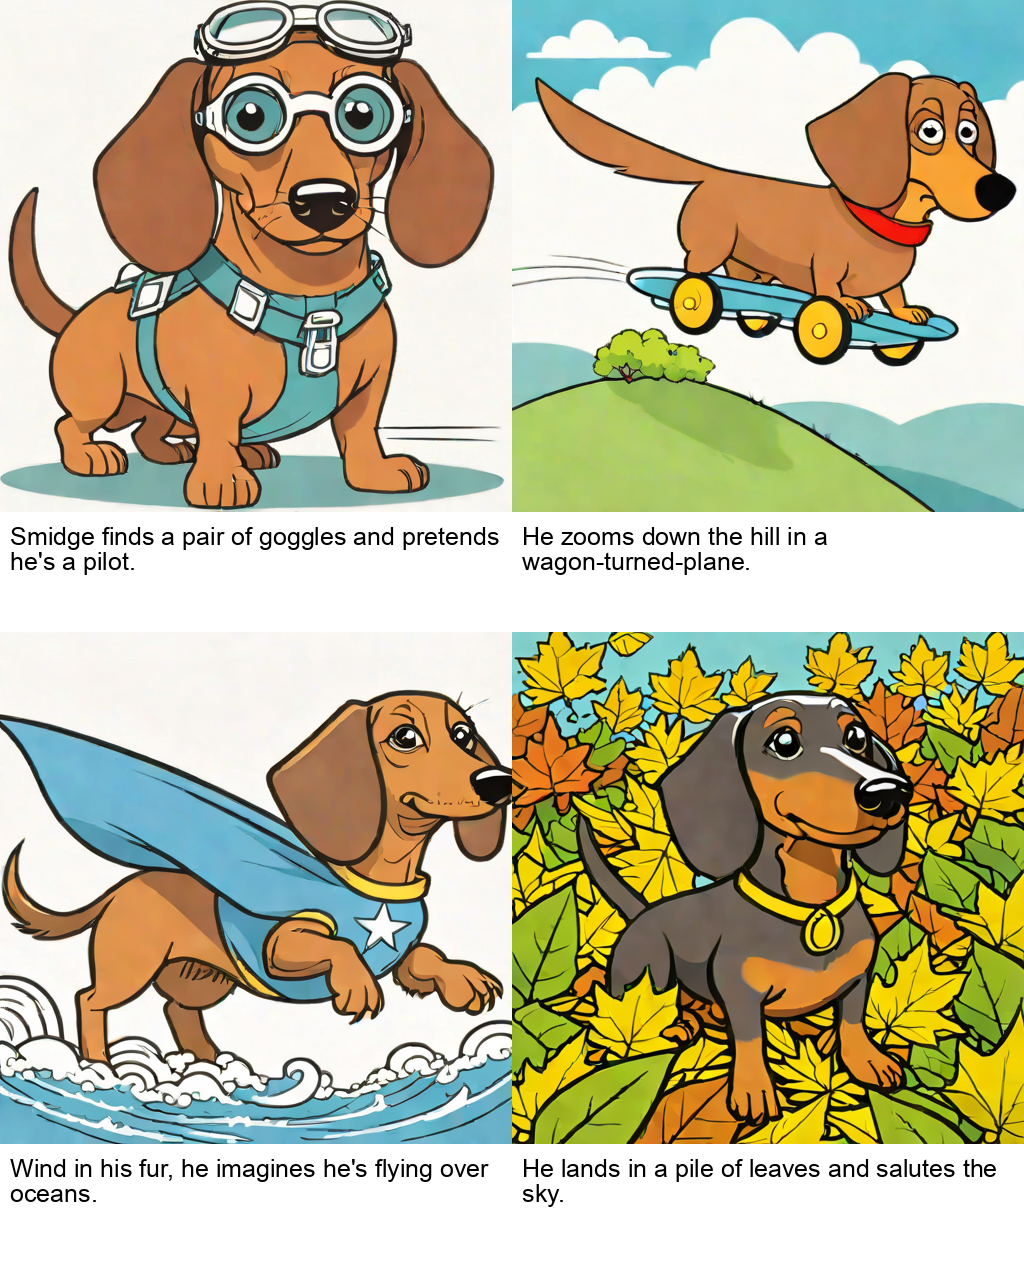 Smidge finds a pair of goggles and pretends
he's a pilot.
He zooms down the hill in a
wagon-turned-plane.
Wind in his fur, he imagines he's flying over
oceans.
He lands in a pile of leaves and salutes the
sky.